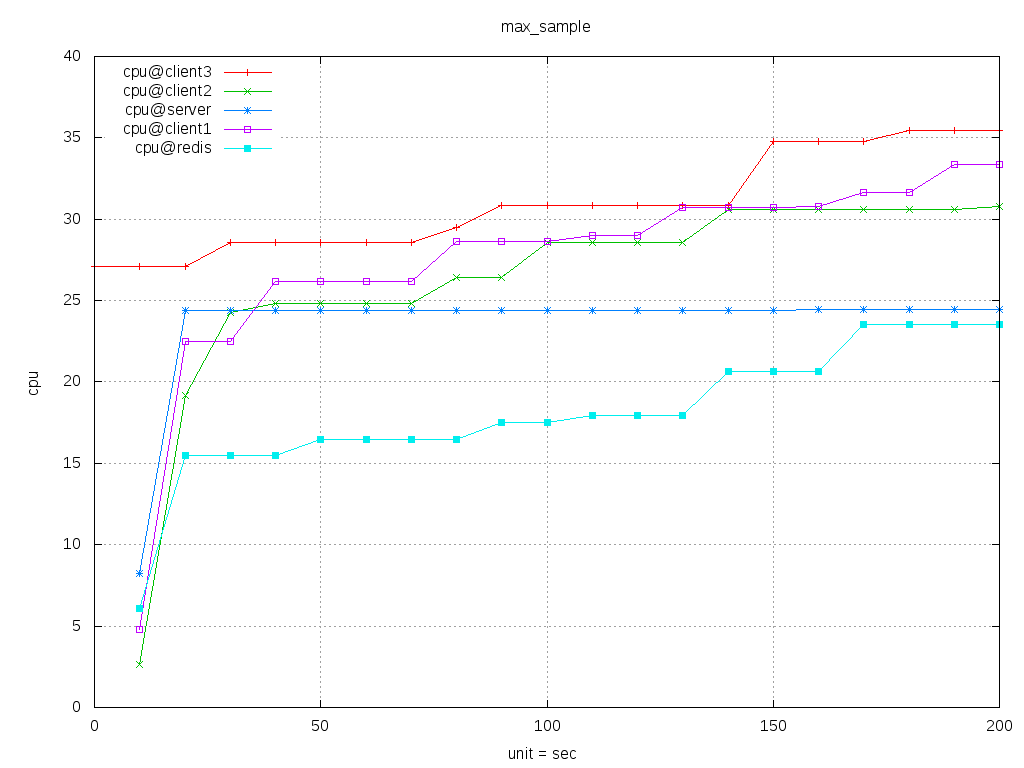 max_sample
40
35
30
25
20
15
10
5
0
cpu
cpu@client3
cpu@client2
cpu@server
cpu@client1
cpu@redis
0 50 100 150 200
unit = sec